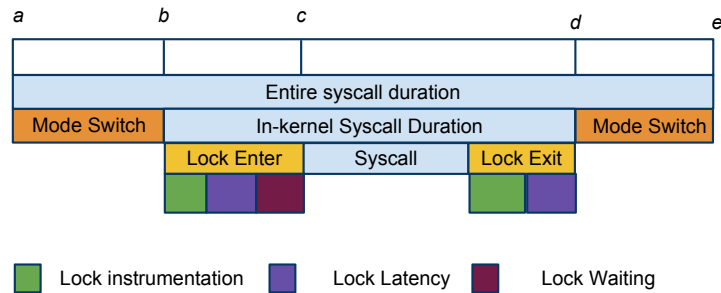 a b c d e
Entire syscall duration
Mode Switch In-kernel Syscall Duration Mode Switch
Lock Enter Syscall Lock Exit
Lock instrumentation Lock Latency Lock Waiting